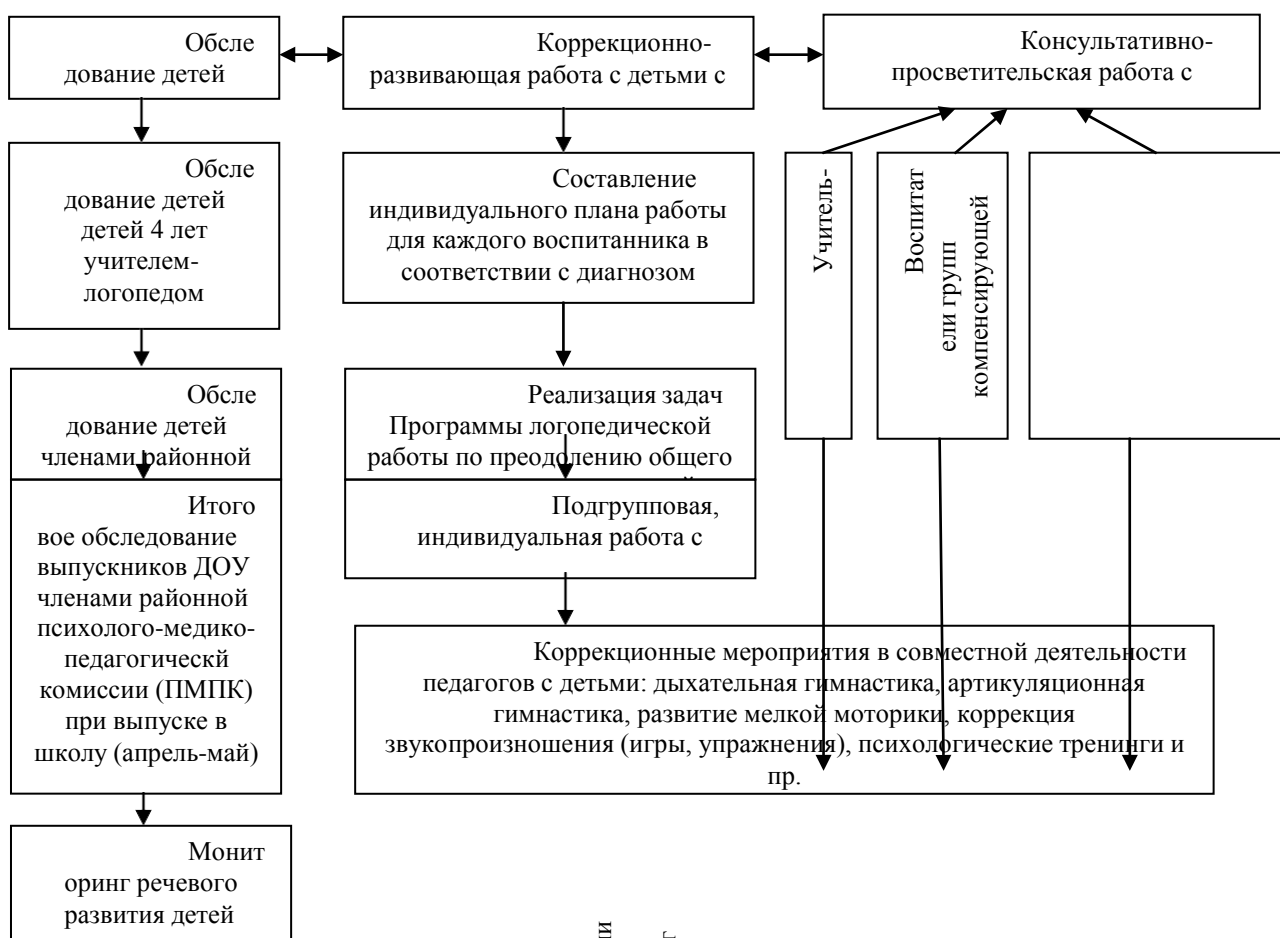 Обсле
дование детей
Коррекционно-
развивающая работа с детьми с
Консультативно-
просветительская работа с
Обсле
дование детей
детей 4 лет
учителем-
логопедом
Составление
индивидуального плана работы
для каждого воспитанника в
соответствии с диагнозом
Учитель-
Воспитат
ели групп
компенсирующей
Обсле
дование детей
членами районной
Реализация задач
Программы логопедической
работы по преодолению общего
Итого
вое обследование
выпускников ДОУ
членами районной
психолого-медико-
педагогическй
комиссии (ПМПК)
при выпуске в
школу (апрель-май)
Подгрупповая,
индивидуальная работа с
Коррекционные мероприятия в совместной деятельности
педагогов с детьми: дыхательная гимнастика, артикуляционная
гимнастика, развитие мелкой моторики, коррекция
звукопроизношения (игры, упражнения), психологические тренинги и
пр.
Монит
оринг речевого
развития детей